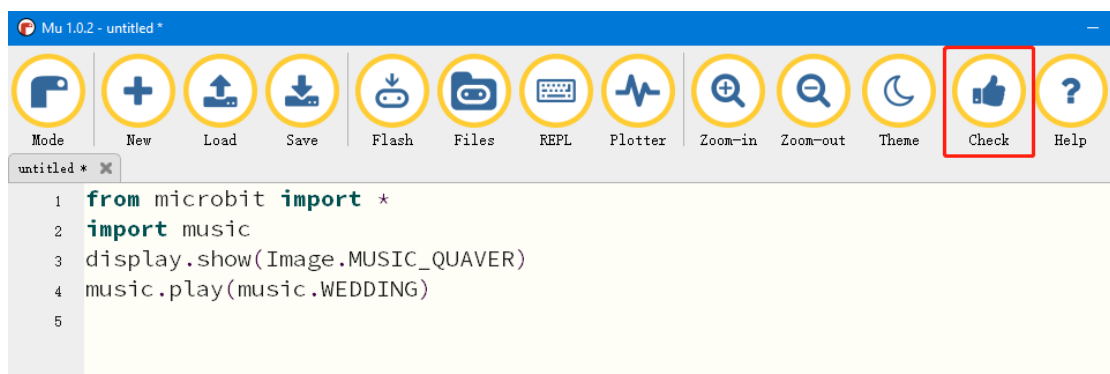 Mu 1.0.2 - untitled *
Mode New Load Save Flash Files REPL Plotter Zoom-in Zoom-out Theme Check Help
untitled *
1 from microbit import *
2 import music
3 display.show(Image.MUSIC_QUAVER)
4 music.play(music.WEDDING)
5